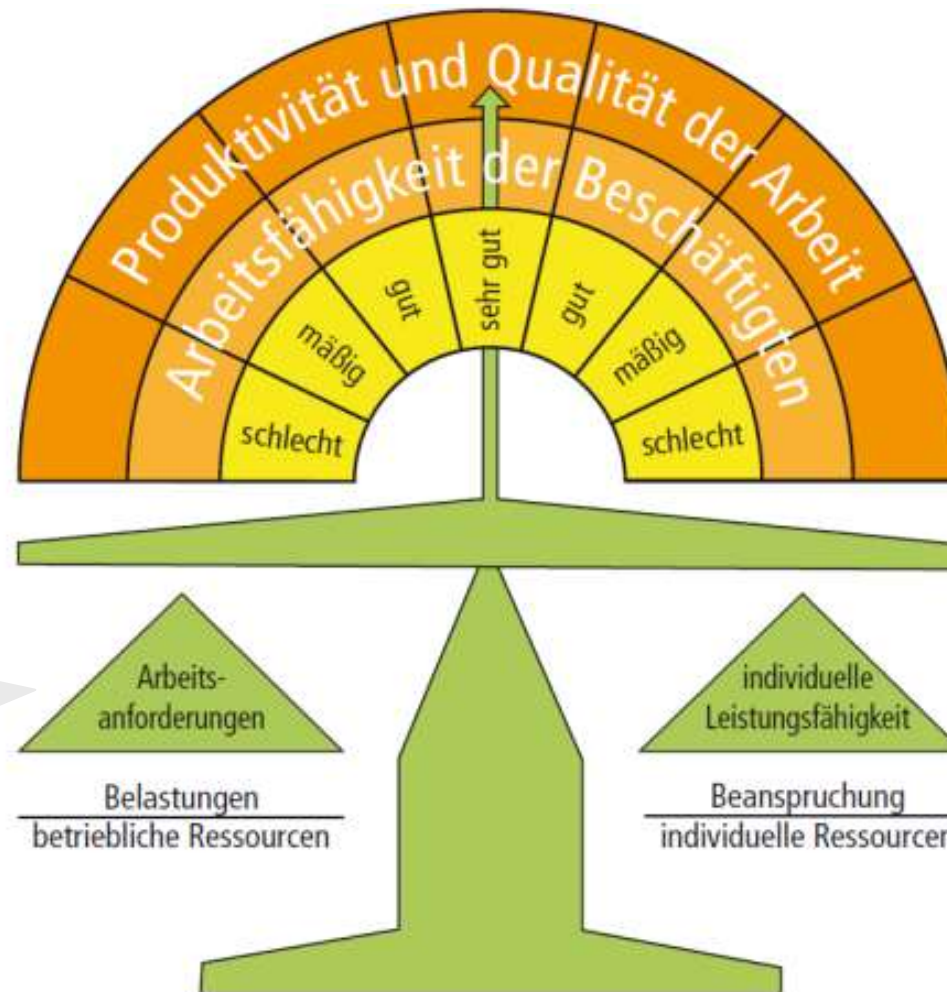 Produktivität und Qualität der Arbeit
Arbeitsfähigkeit der Beschäftigten
schlecht
mäßig
gut
sehr gut
gut
mäßig
schlecht
Arbeits-
anforderungen
individuelle
Leistungsfähigkeit
Belastungen
betriebliche Ressourcen
Beanspruchung
individuelle Ressourcen